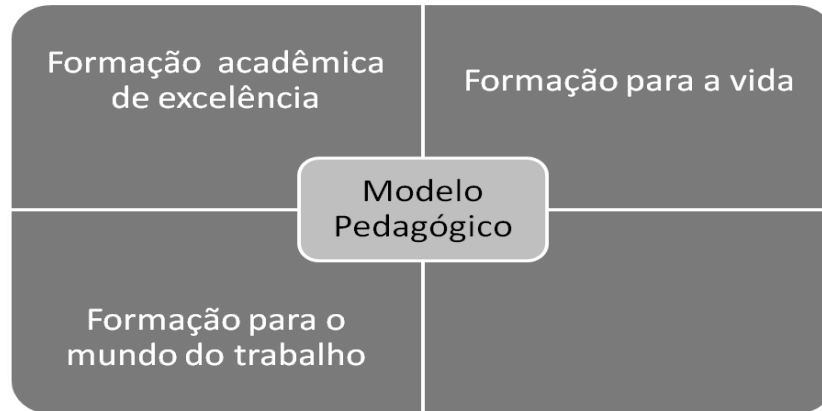 Formação acadêmica
de excelência
Formação para a vida
Modelo
Pedagógico
Formação para o
mundo do trabalho